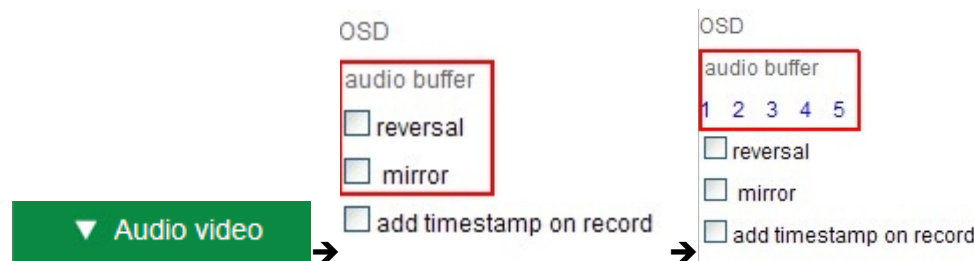 ▼ Audio video
➔
OSD
audio buffer
reversal
mirror
add timestamp on record
➔
OSD
audio buffer
1 2 3 4 5
reversal
mirror
add timestamp on record